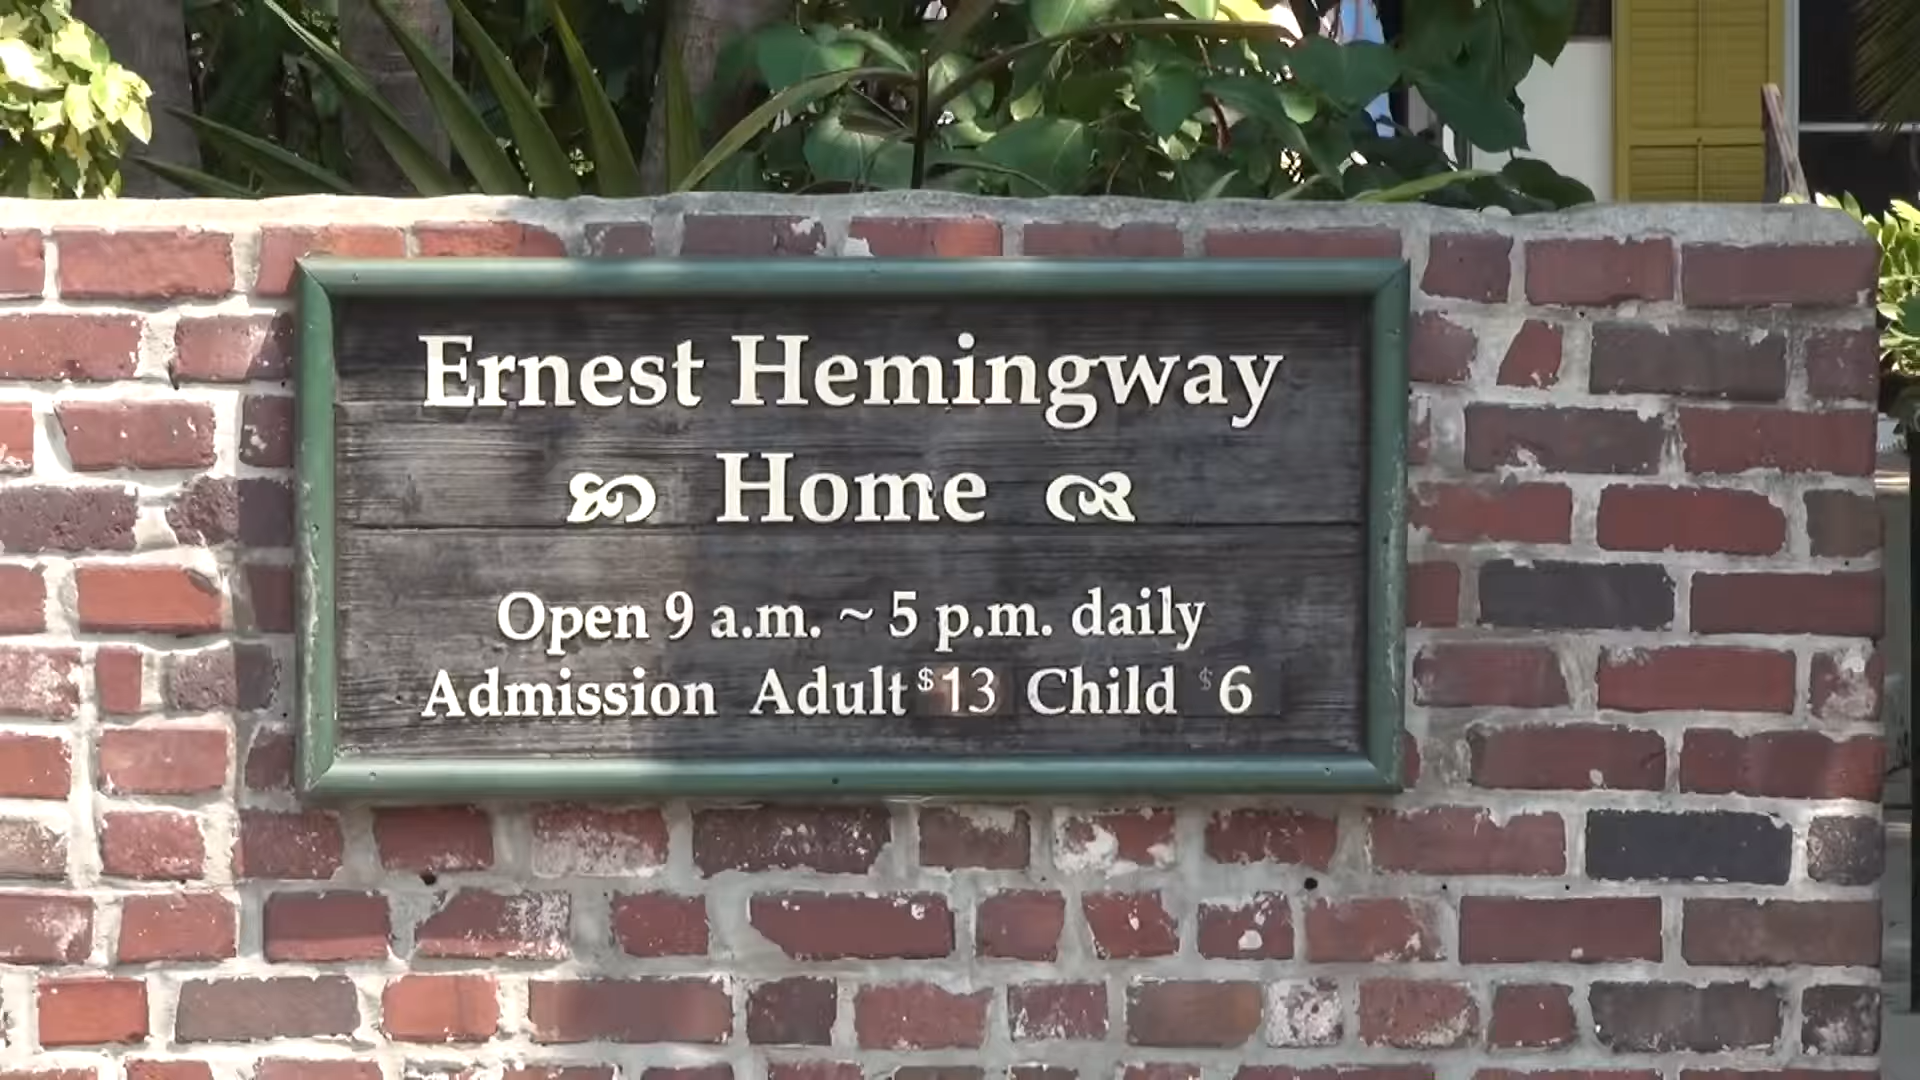 Ernest Hemingway
Home
Open 9 a.m. ~ 5 p.m. daily
Admission Adult $13 Child $6